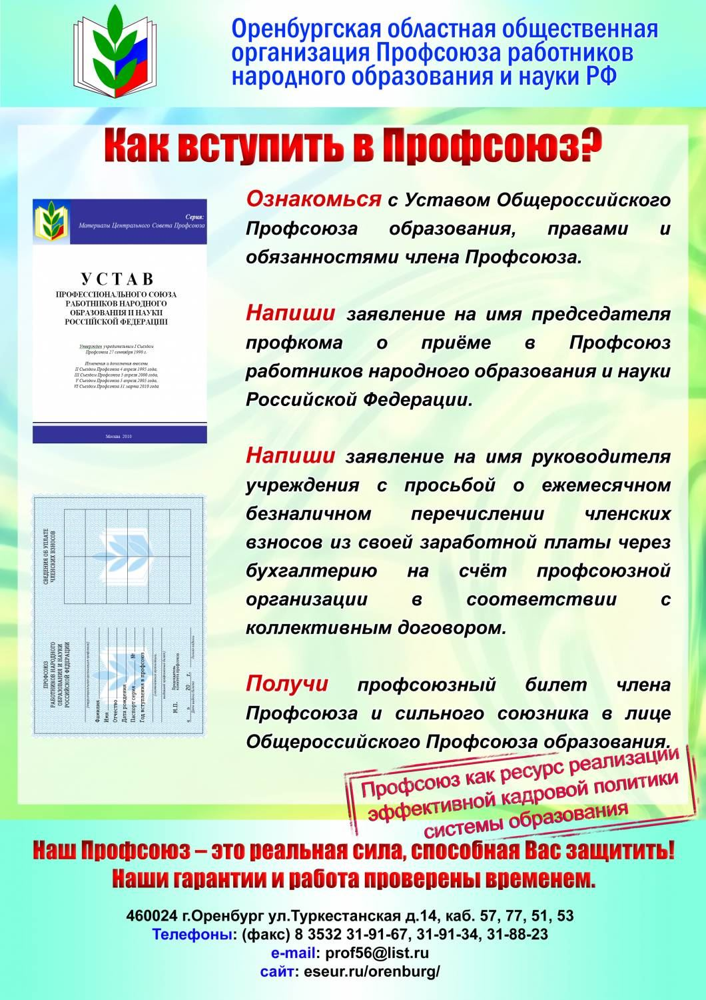 Оренбургская областная общественная
организация Профсоюза работников
народного образования и науки РФ
Как вступить в Профсоюз?
Серия:
Материалы Центрального Совета Профсоюза
УСТАВ
ПРОФЕССИОНАЛЬНОГО СОЮЗА
РАБОТНИКОВ НАРОДНОГО
ОБРАЗОВАНИЯ И НАУКИ
РОССИЙСКОЙ ФЕДЕРАЦИИ
Утвержден учредительным I Съездом
Профсоюза 27 сентября 1990 г.
Изменения и дополнения внесены
II Съездом Профсоюза 4 апреля 1995 года,
III Съездом Профсоюза 5 апреля 2000 года,
V Съездом Профсоюза 5 апреля 2005 года,
VI Съездом Профсоюза 31 марта 2010 года
Москва 2010
Ознакомься с Уставом Общероссийского
Профсоюза образования, правами и
обязанностями члена Профсоюза.
Напиши заявление на имя председателя
профкома о приёме в Профсоюз
работников народного образования и науки
Российской Федерации.
Напиши заявление на имя руководителя
учреждения с просьбой о ежемесячном
безналичном перечислении членских
взносов из своей заработной платы через
бухгалтерию на счёт профсоюзной
организации в соответствии с
коллективным договором.
Получи профсоюзный билет члена
Профсоюза и сильного союзника в лице
Общероссийского Профсоюза образования.
СВЕДЕНИЯ ОБ УПЛАТЕ
ЧЛЕНСКИХ ВЗНОСОВ
ПРОФСОЮЗ
РАБОТНИКОВ НАРОДНОГО
ОБРАЗОВАНИЯ И НАУКИ
РОССИЙСКОЙ ФЕДЕРАЦИИ
Фамилия
Имя
Отчество
Дата рождения
Паспорт серия №
Год вступления в профсоюз
М.П. Председатель
комитета профсоюза
« » 20 г.
Профсоюз как ресурс реализации
эффективной кадровой политики
системы образования
Наш Профсоюз – это реальная сила, способная Вас защитить!
Наши гарантии и работа проверены временем.
460024 г.Оренбург ул.Туркестанская д.14, каб. 57, 77, 51, 53
Телефоны: (факс) 8 3532 31-91-67, 31-91-34, 31-88-23
e-mail: prof56@list.ru
сайт: eseur.ru/orenburg/